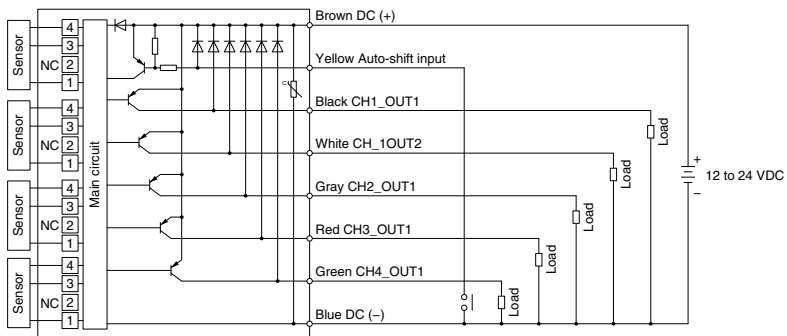 Brown DC (+)
Yellow Auto-shift input
Black CH1_OUT1
White CH_1OUT2
Gray CH2_OUT1
Red CH3_OUT1
Green CH4_OUT1
Blue DC (−)
Sensor
4
3
NC 2
1
Sensor
4
3
NC 2
1
Sensor
4
3
NC 2
1
Sensor
4
3
NC 2
1
Main circuit
Load
Load
Load
Load
Load
+
12 to 24 VDC
−